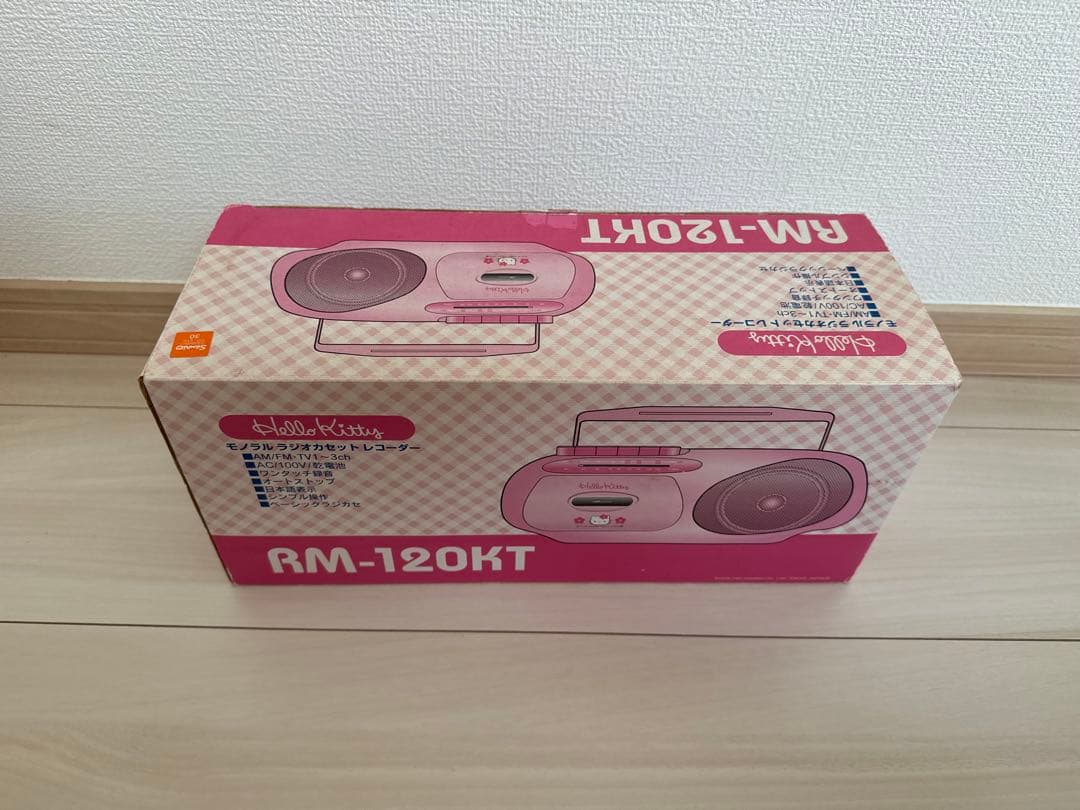 RM-120KT
Hello Kitty
モノラル ラジオカセット レコーダー
■AM/FM・TV1～3ch
■AC/100V/乾電池
■ワンタッチ録音
■オートストップ
■日本語表示
■シンプル操作
■ベーシックラジカセ
Hello Kitty
Sanrio
30
Hello Kitty
モノラル ラジオカセット レコーダー
■AM/FM・TV1～3ch
■AC/100V/乾電池
■ワンタッチ録音
■オートストップ
■日本語表示
■シンプル操作
■ベーシックラジカセ
Hello Kitty
RM-120KT